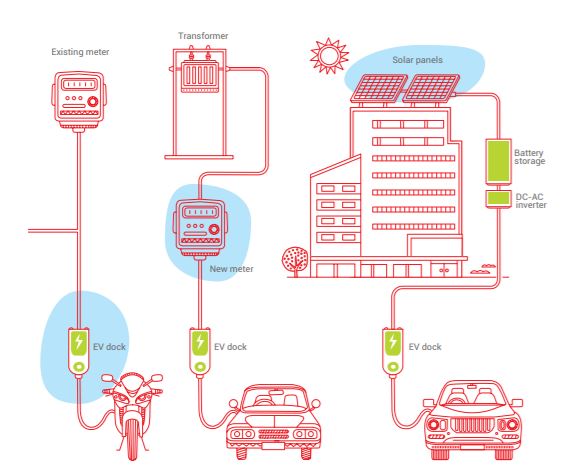 Transformer
Existing meter
Solar panels
Battery
storage
DC-AC
inverter
New meter
EV dock
EV dock
EV dock